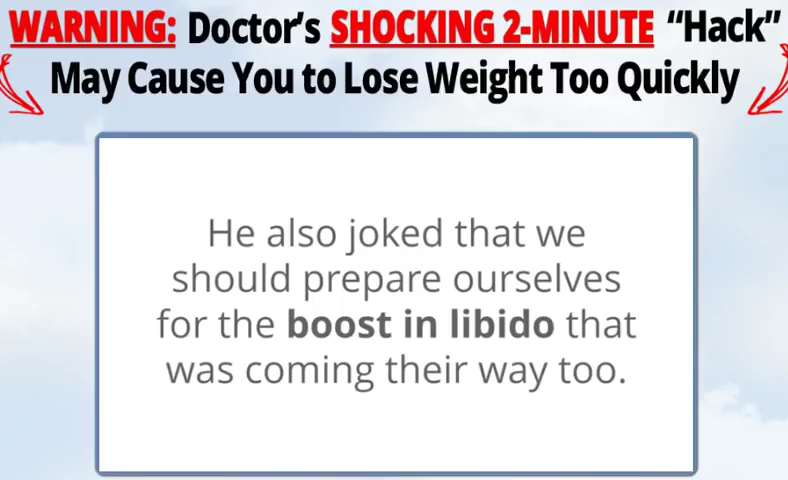 WARNING: Doctor's SHOCKING 2-MINUTE “Hack”
May Cause You to Lose Weight Too Quickly
He also joked that we
should prepare ourselves
for the boost in libido that
was coming their way too.